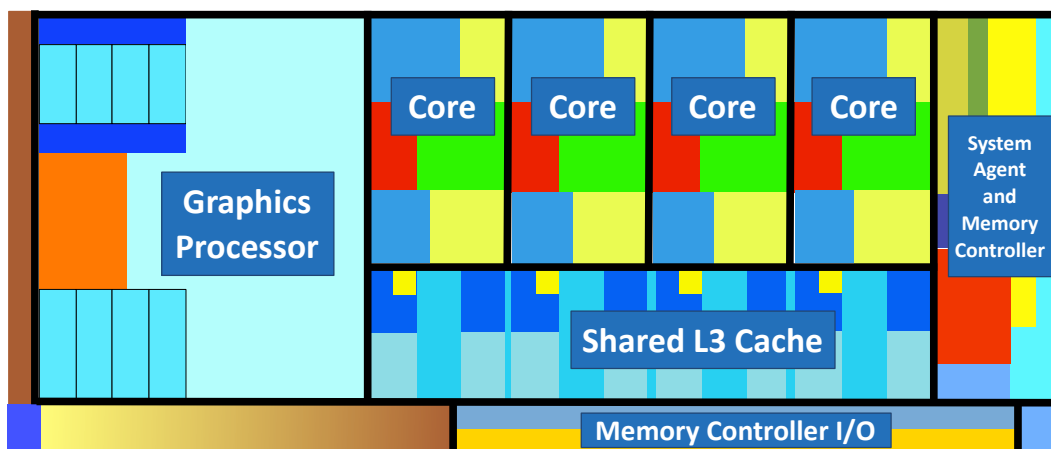 Graphics
Processor
Core
Core
Core
Core
System
Agent
and
Memory
Controller
Shared L3 Cache
Memory Controller I/O